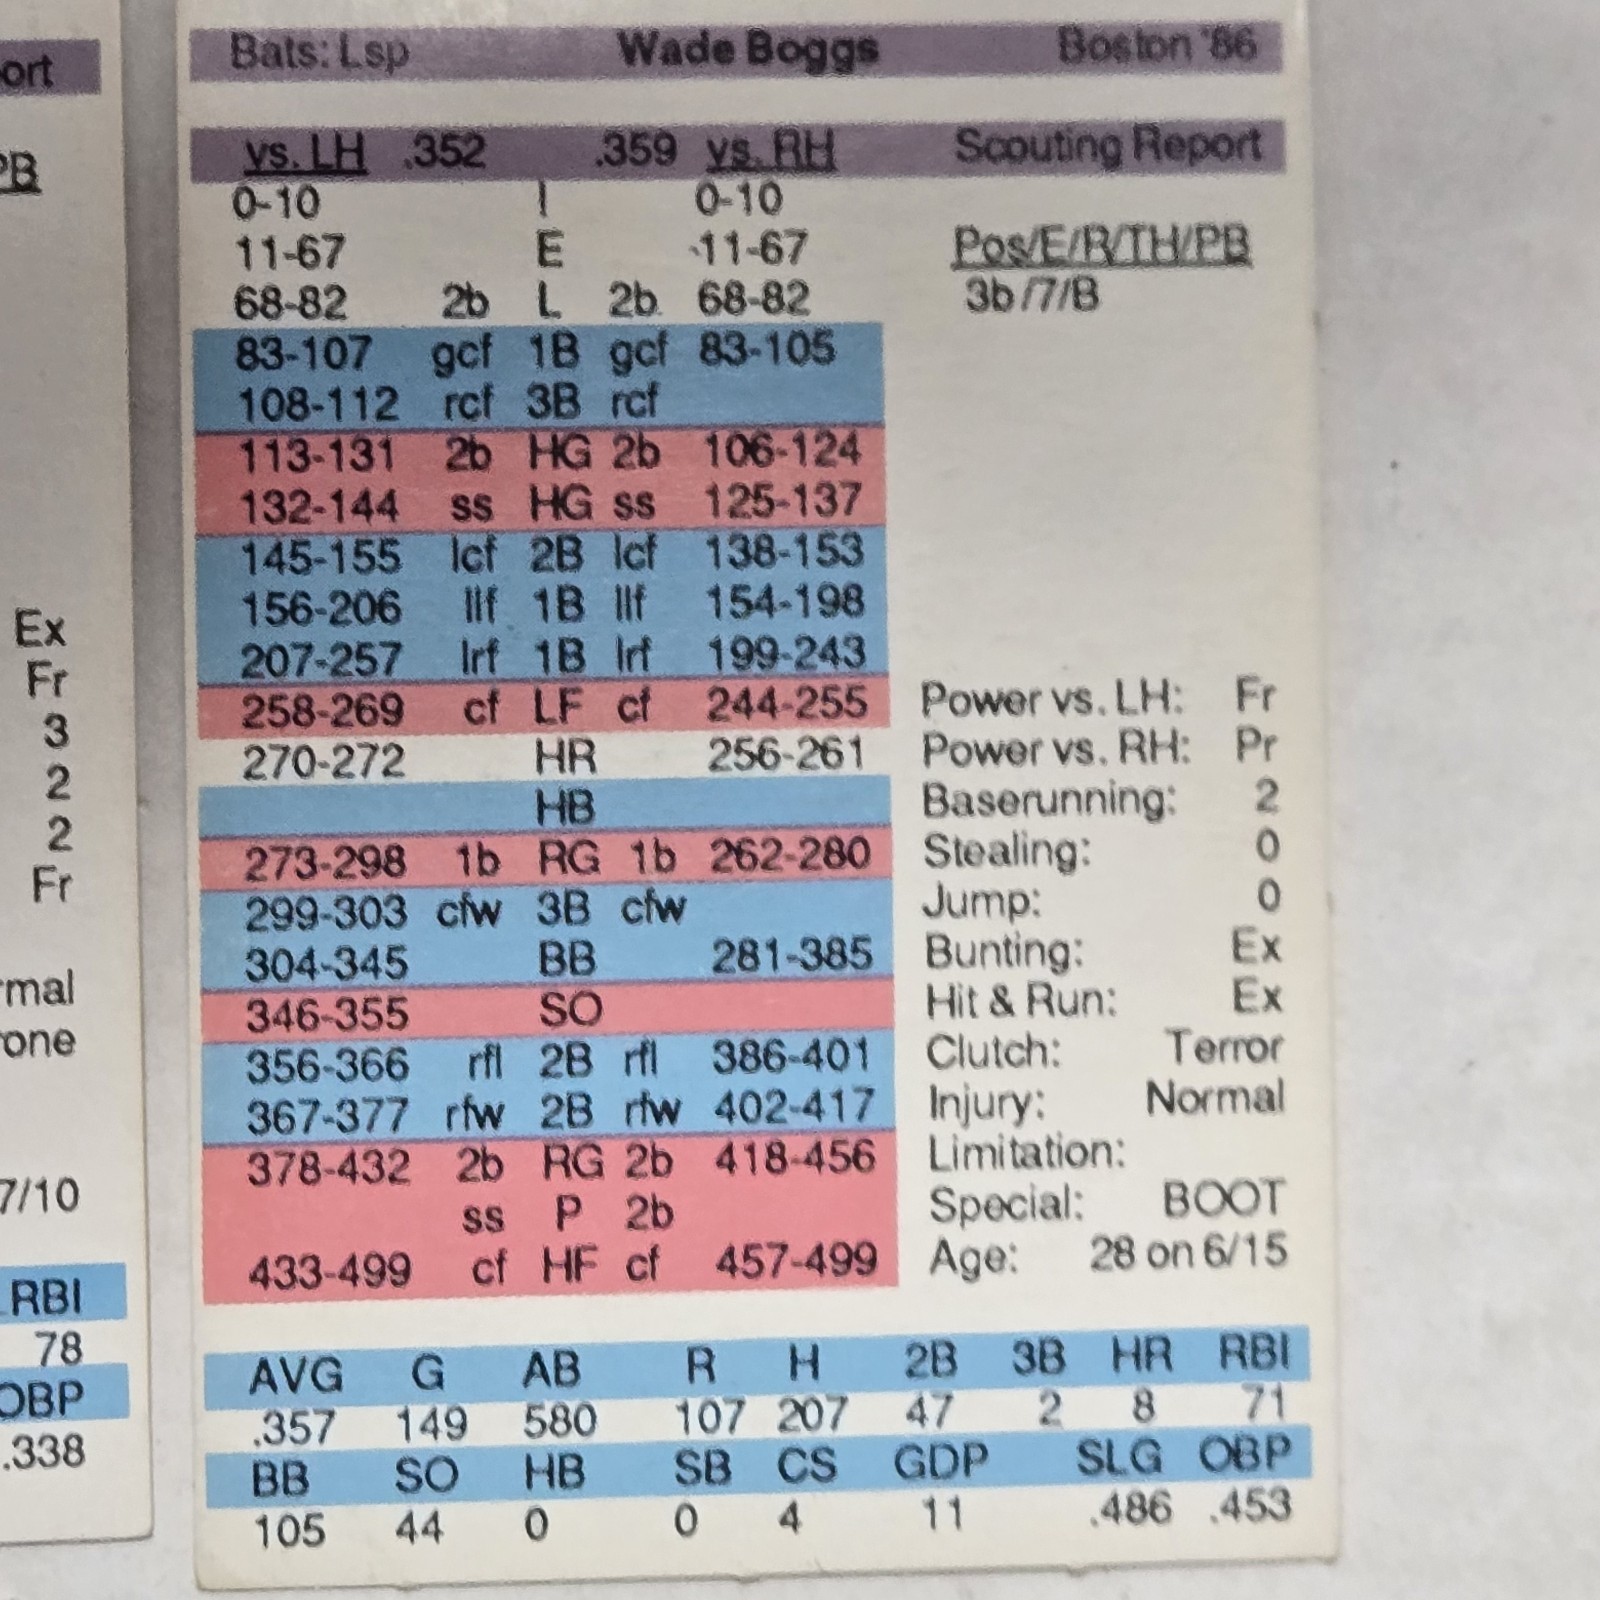 ort
PB
Ex
Fr
3
2
2
Fr
rmal
rone
7/10
RBI
78
OBP
.338
Bats: Lsp Wade Boggs Boston '86
vs. LH .352 .359 vs. RH Scouting Report
0-10 I 0-10
11-67 E 11-67 Pos/E/R/TH/PB
68-82 2b L 2b 68-82 3b/7/B
83-107 gcf 1B gcf 83-105
108-112 rcf 3B rcf
113-131 2b HG 2b 106-124
132-144 ss HG ss 125-137
145-155 lcf 2B lcf 138-153
156-206 llf 1B llf 154-198
207-257 lrf 1B lrf 199-243
258-269 cf LF cf 244-255 Power vs. LH: Fr
270-272 HR 256-261 Power vs. RH: Pr
HB Baserunning: 2
273-298 1b RG 1b 262-280 Stealing: 0
299-303 cfw 3B cfw Jump: 0
304-345 BB 281-385 Bunting: Ex
346-355 SO Hit & Run: Ex
356-366 rfl 2B rfl 386-401 Clutch: Terror
367-377 rfw 2B rfw 402-417 Injury: Normal
378-432 2b RG 2b 418-456 Limitation:
ss P 2b Special: BOOT
433-499 cf HF cf 457-499 Age: 28 on 6/15
AVG G AB R H 2B 3B HR RBI
.357 149 580 107 207 47 2 8 71
BB SO HB SB CS GDP SLG OBP
105 44 0 0 4 11 .486 .453